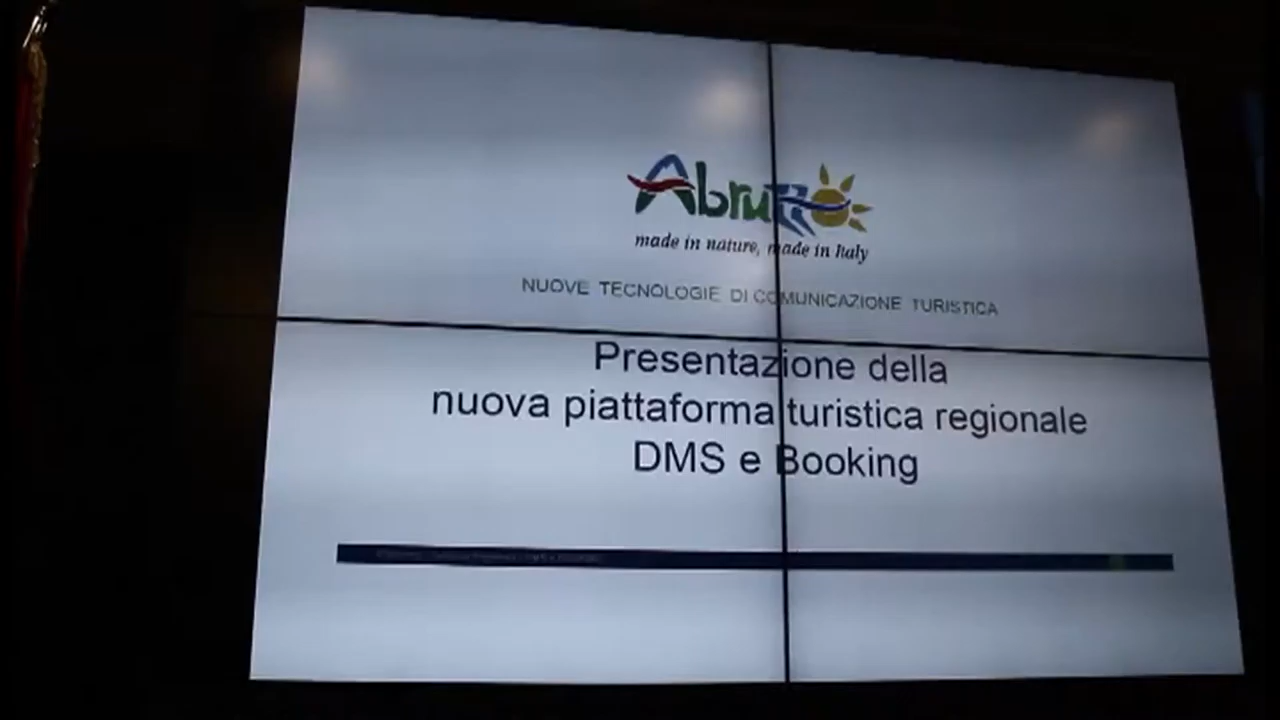 Abruzzo
made in nature, made in Italy
NUOVE TECNOLOGIE DI COMUNICAZIONE TURISTICA
Presentazione della
nuova piattaforma turistica regionale
DMS e Booking